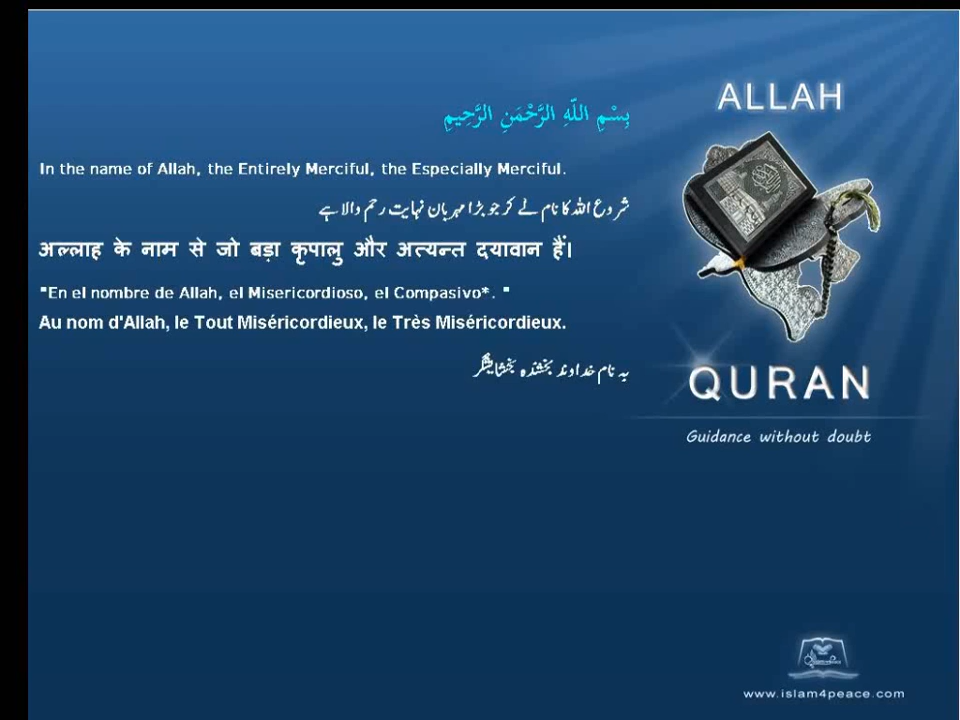 بِسْمِ اللّهِ الرَّحْمَنِ الرَّحِيمِ
In the name of Allah, the Entirely Merciful, the Especially Merciful.
شروع اللہ کا نام لے کر جو بڑا مہربان نہایت رحم والا ہے
अल्लाह के नाम से जो बड़ा कृपालु और अत्यन्त दयावान हैं।
"En el nombre de Allah, el Misericordioso, el Compasivo*. "
Au nom d'Allah, le Tout Miséricordieux, le Très Miséricordieux.
به نام خداوند بخشنده بخشایشگر
ALLAH
QURAN
Guidance without doubt
www.islam4peace.com